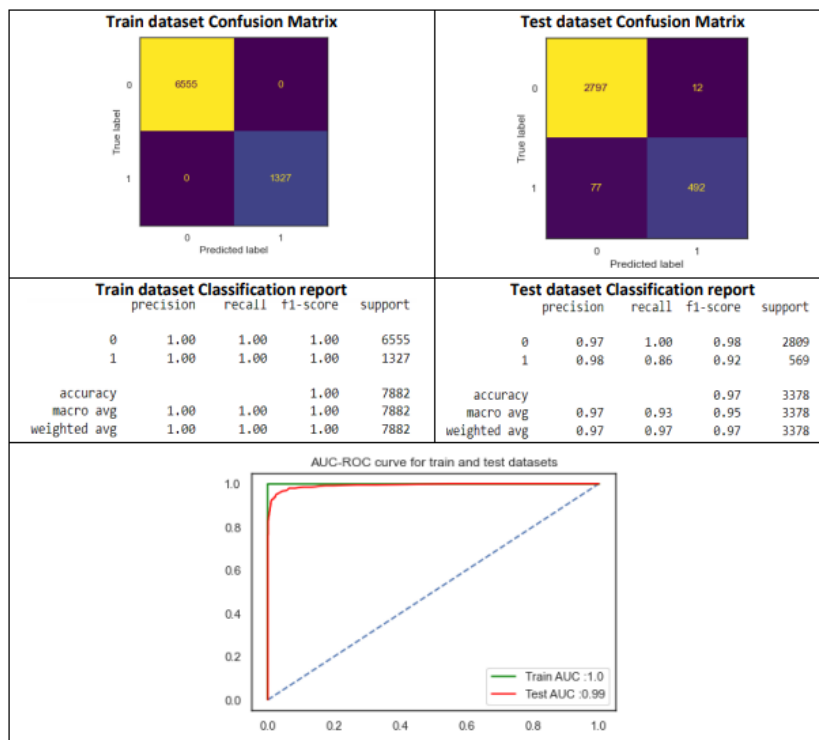 Train dataset Confusion Matrix
0
6555
0
True label
1
0
1327
0
1
Predicted label
Test dataset Confusion Matrix
0
2797
12
True label
1
77
492
0
1
Predicted label
Train dataset Classification report
precision recall f1-score support
0 1.00 1.00 1.00 6555
1 1.00 1.00 1.00 1327
accuracy 1.00 7882
macro avg 1.00 1.00 1.00 7882
weighted avg 1.00 1.00 1.00 7882
Test dataset Classification report
precision recall f1-score support
0 0.97 1.00 0.98 2809
1 0.98 0.86 0.92 569
accuracy 0.97 3378
macro avg 0.97 0.93 0.95 3378
weighted avg 0.97 0.97 0.97 3378
AUC-ROC curve for train and test datasets
1.0
0.8
0.6
0.4
0.2
0.0
Train AUC :1.0
Test AUC :0.99
0.0 0.2 0.4 0.6 0.8 1.0